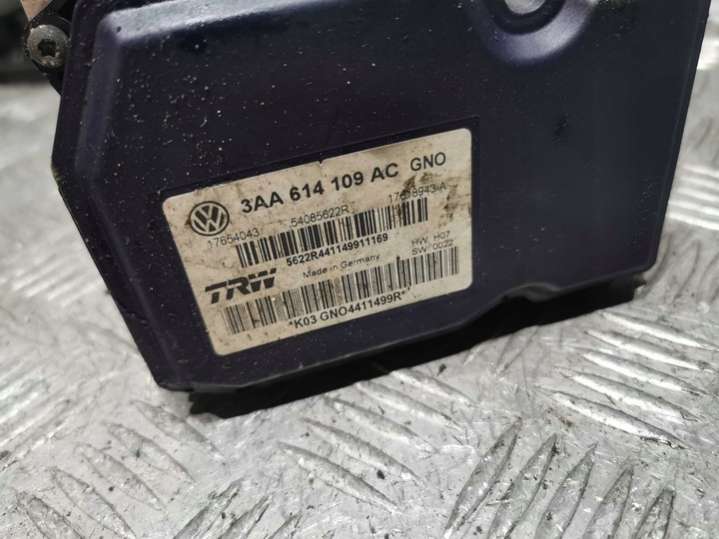 3AA 614 109 AC GNO
17654043 54085622R
5622R441149911169
HW H07
SW 0022
Made in Germany
TRW
*K03 GNO4411499R*